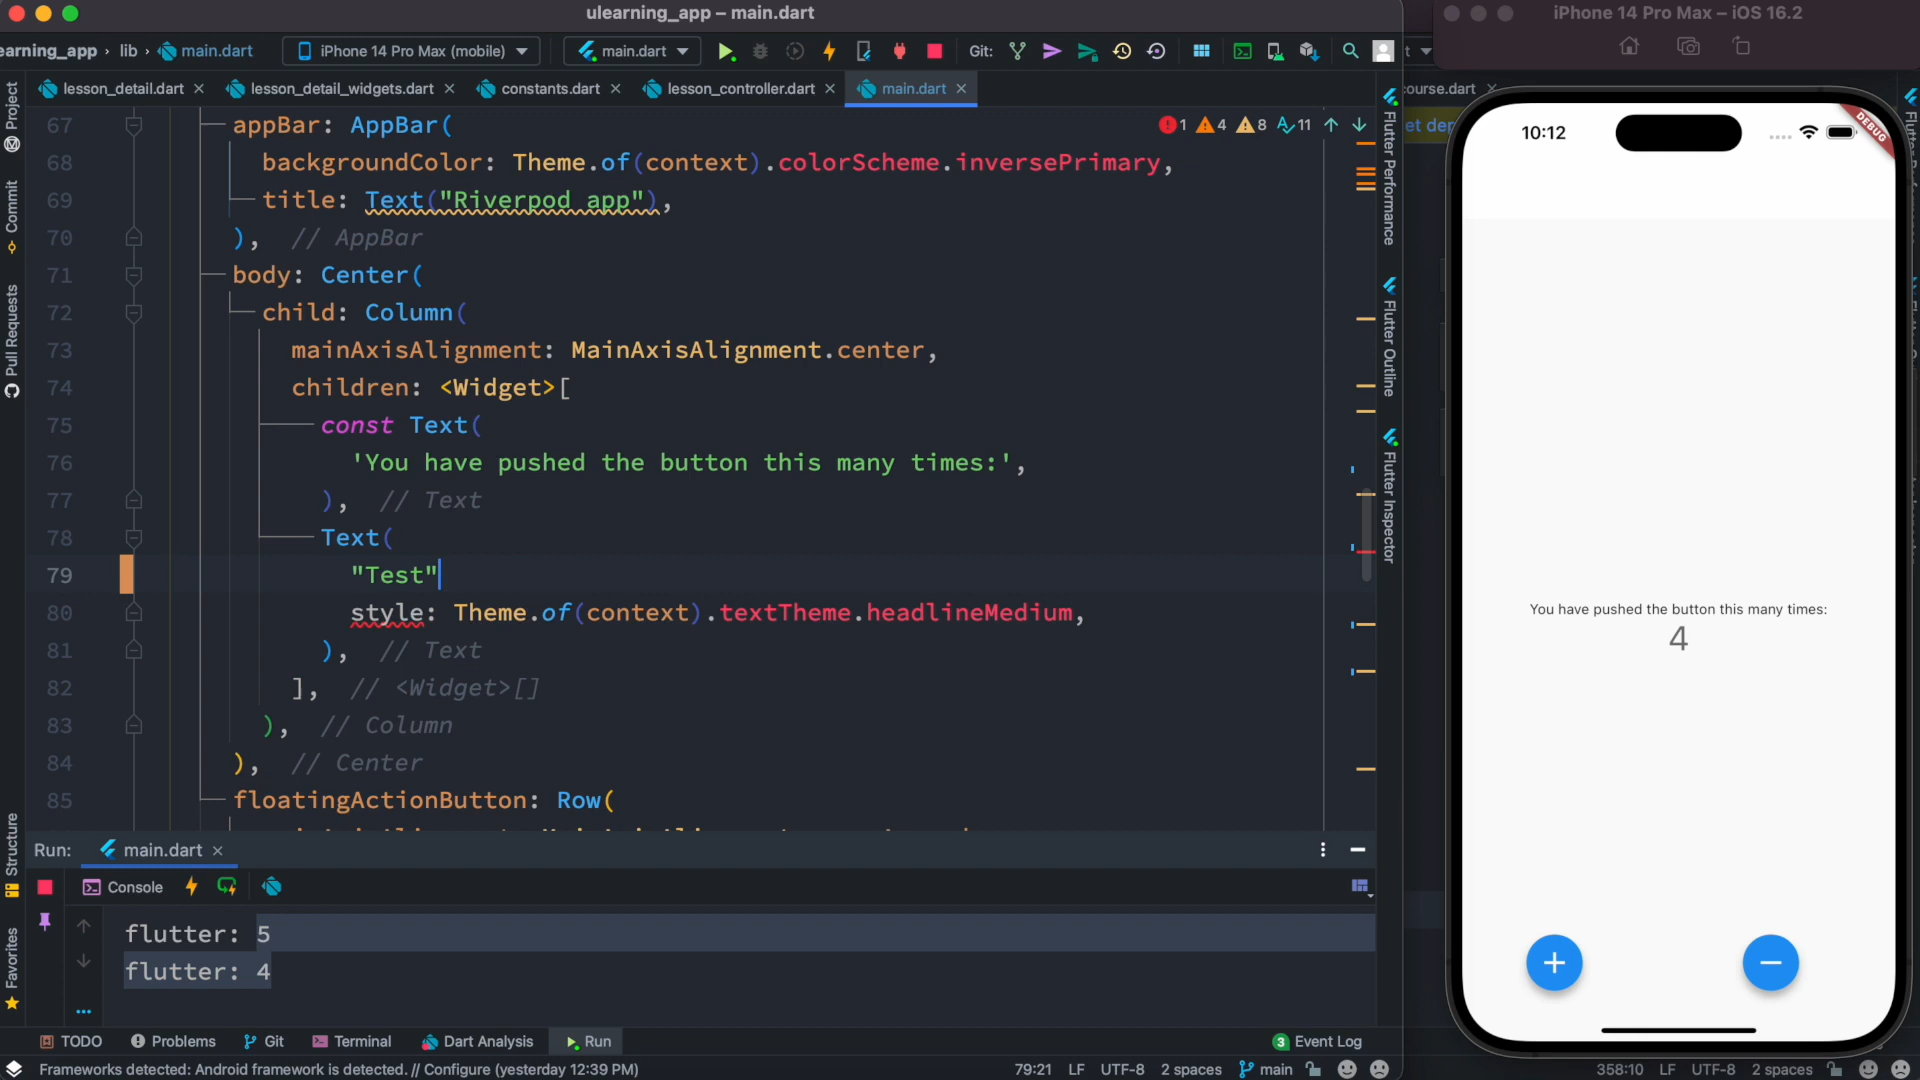 ulearning_app – main.dart
earning_app › lib › main.dart
iPhone 14 Pro Max (mobile)
main.dart
Git:
lesson_detail.dart
lesson_detail_widgets.dart
constants.dart
lesson_controller.dart
main.dart
1 4 8 11
67 appBar: AppBar(
68 backgroundColor: Theme.of(context).colorScheme.inversePrimary,
69 title: Text("Riverpod app"),
70 ), // AppBar
71 body: Center(
72 child: Column(
73 mainAxisAlignment: MainAxisAlignment.center,
74 children: <Widget>[
75 const Text(
76 'You have pushed the button this many times:',
77 ), // Text
78 Text(
79 "Test"
80 style: Theme.of(context).textTheme.headlineMedium,
81 ), // Text
82 ], // <Widget>[]
83 ), // Column
84 ), // Center
85 floatingActionButton: Row(
Project
Commit
Pull Requests
Structure
Favorites
Flutter Performance
Flutter Outline
Flutter Inspector
Run: main.dart
Console
flutter: 5
flutter: 4
TODO
Problems
Git
Terminal
Dart Analysis
Run
3 Event Log
Frameworks detected: Android framework is detected. // Configure (yesterday 12:39 PM)
79:21 LF UTF-8 2 spaces main
iPhone 14 Pro Max – iOS 16.2
course.dart
et dep
10:12
DEBUG
You have pushed the button this many times:
4
358:10 LF UTF-8 2 spaces